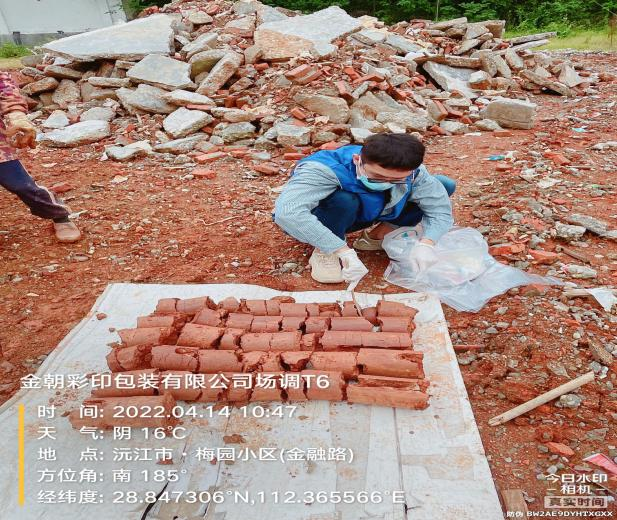 金朝彩印包装有限公司场调T6
时 间: 2022.04.14 10:47
天 气: 阴 16℃
地 点: 沅江市·梅园小区(金融路)
方位角: 南 185°
经纬度: 28.847306°N,112.365566°E
今日水印
相机
真实时间
防伪 BW2AE9DYHTXGXX